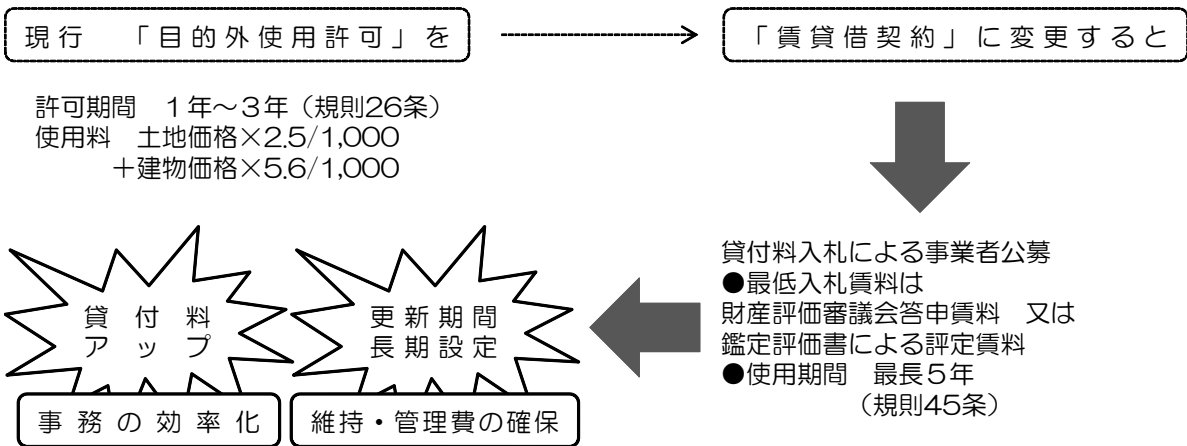 現行　「目的外使用許可」を
「賃貸借契約」に変更すると
許可期間　１年～３年（規則26条）
使用料　土地価格×2.5/1,000
＋建物価格×5.6/1,000
貸付料入札による事業者公募
●最低入札賃料は
財産評価審議会答申賃料　又は
鑑定評価書による評定賃料
●使用期間　最長５年
（規則45条）
貸付料
アップ
更新期間
長期設定
事務の効率化
維持・管理費の確保